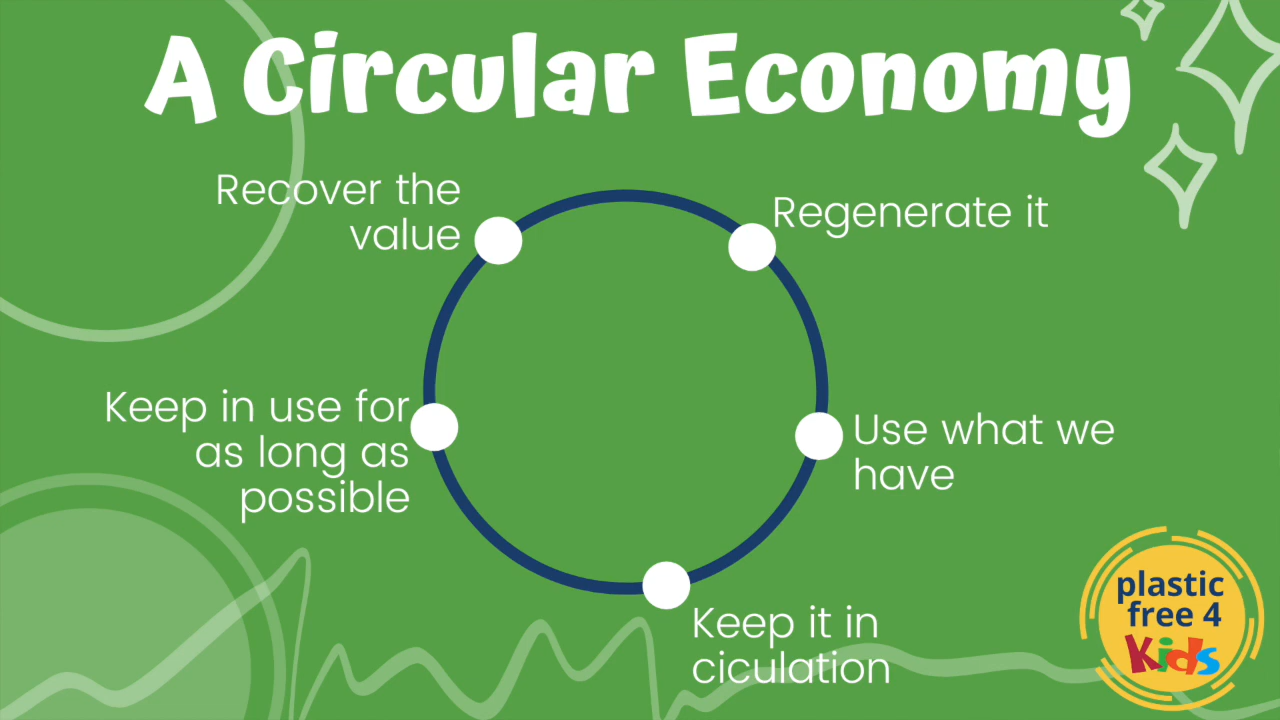 A Circular Economy
Recover the
value
Regenerate it
Keep in use for
as long as
possible
Use what we
have
Keep it in
ciculation
plastic
free 4
Kids